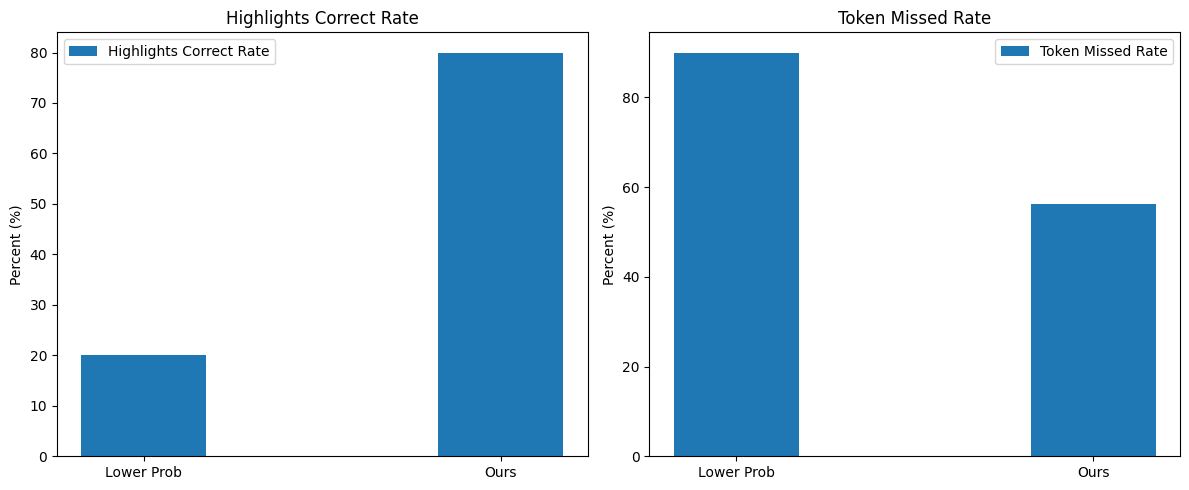 Highlights Correct Rate
Highlights Correct Rate
Percent (%)
80
70
60
50
40
30
20
10
0
Lower Prob
Ours
Token Missed Rate
Token Missed Rate
Percent (%)
80
60
40
20
0
Lower Prob
Ours